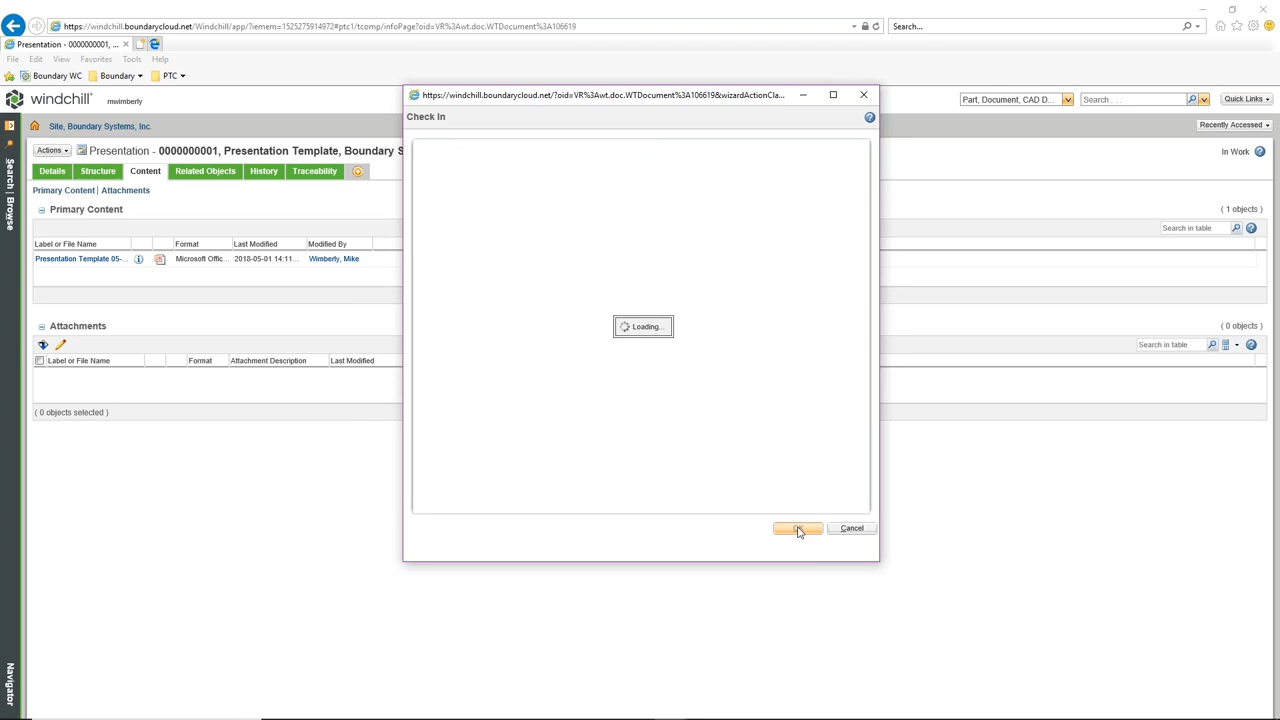 https://windchill.boundarycloud.net/Windchill/app/?iemem=1525275914972#ptc1/tcomp/infoPage?oid=VR%3Awt.doc.WTDocument%3A106619
Search...
Presentation - 0000000001, ...
File Edit View Favorites Tools Help
Boundary WC Boundary PTC
https://windchill.boundarycloud.net/?oid=VR%3Awt.doc.WTDocument%3A106619&wizardActionCla...
windchill mwimberly
Part, Document, CAD D... Search . . . Quick Links
Check In
Site, Boundary Systems, Inc.
Recently Accessed
Actions Presentation - 0000000001, Presentation Template, Boundary S
In Work
Details Structure Content Related Objects History Traceability
Search | Browse
Primary Content | Attachments
Primary Content
( 1 objects )
Search in table
Label or File Name Format Last Modified Modified By
Presentation Template 05-... Microsoft Offic... 2018-05-01 14:11... Wimberly, Mike
Loading...
Attachments
( 0 objects )
Search in table
Label or File Name Format Attachment Description Last Modified
( 0 objects selected )
Cancel
Navigator